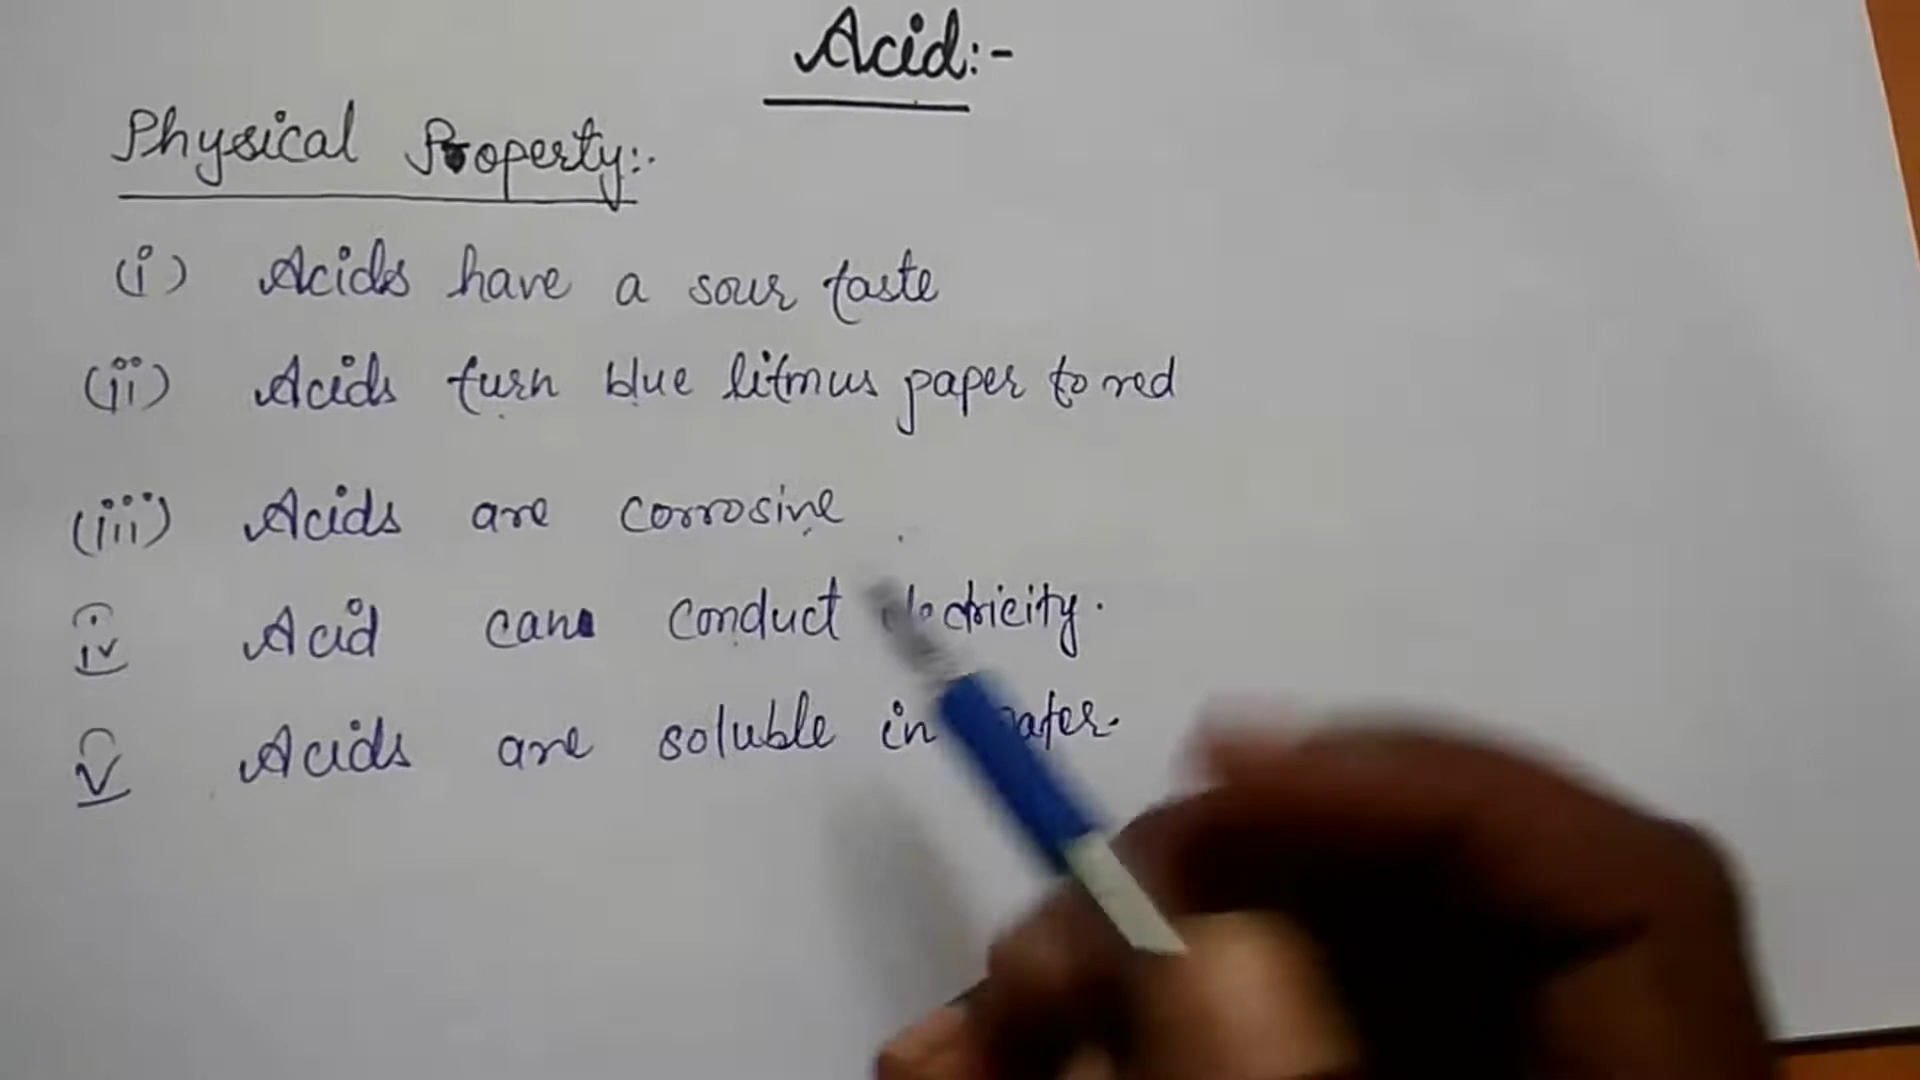 Acid:-
Physical Property:-
(i) Acids have a sour taste
(ii) Acids turn blue litmus paper to red
(iii) Acids are corrosive
iv Acid can conduct electricity.
v Acids are soluble in water.